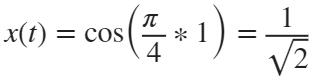 x(t) = cos(π/4 * 1) = 1/√2